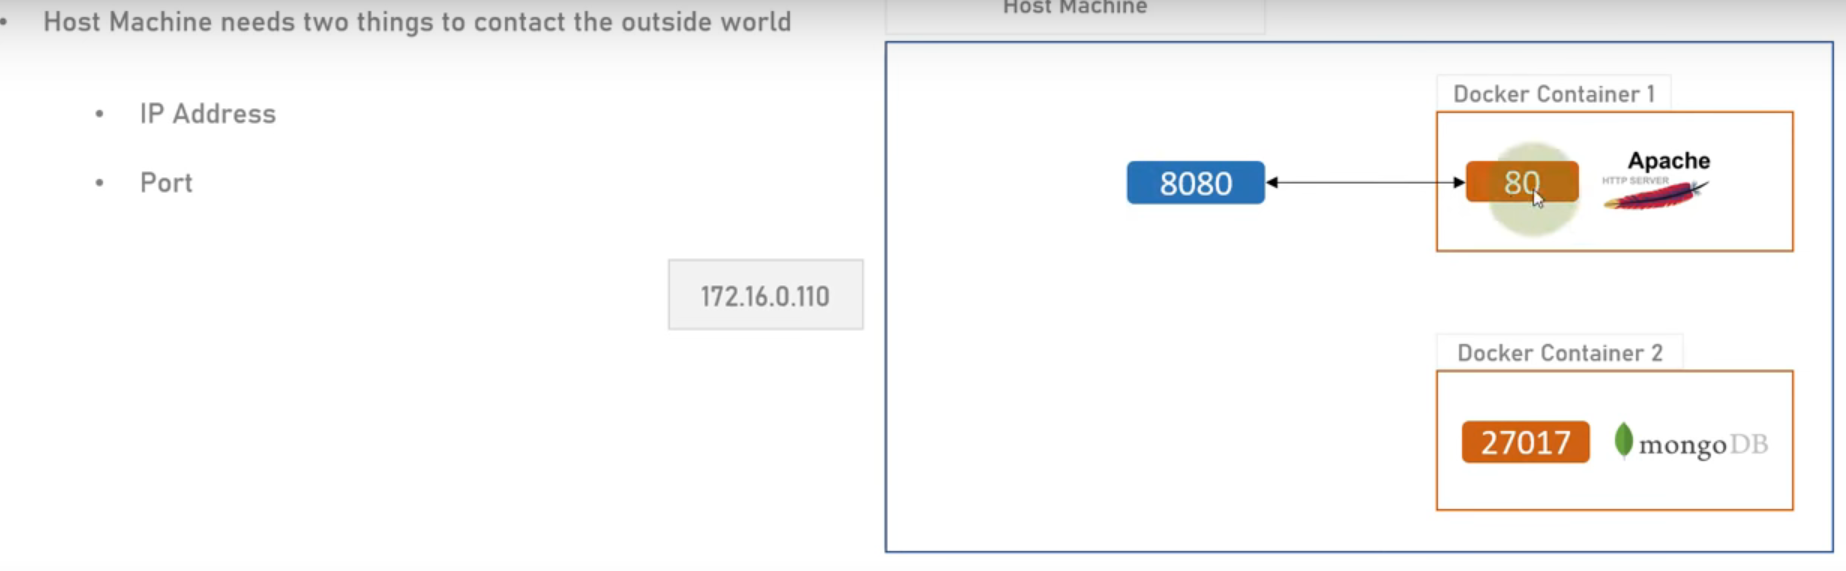 Host Machine needs two things to contact the outside world
IP Address
Port
172.16.0.110
Host Machine
Docker Container 1
8080
80
Apache
HTTP SERVER
Docker Container 2
27017
mongoDB